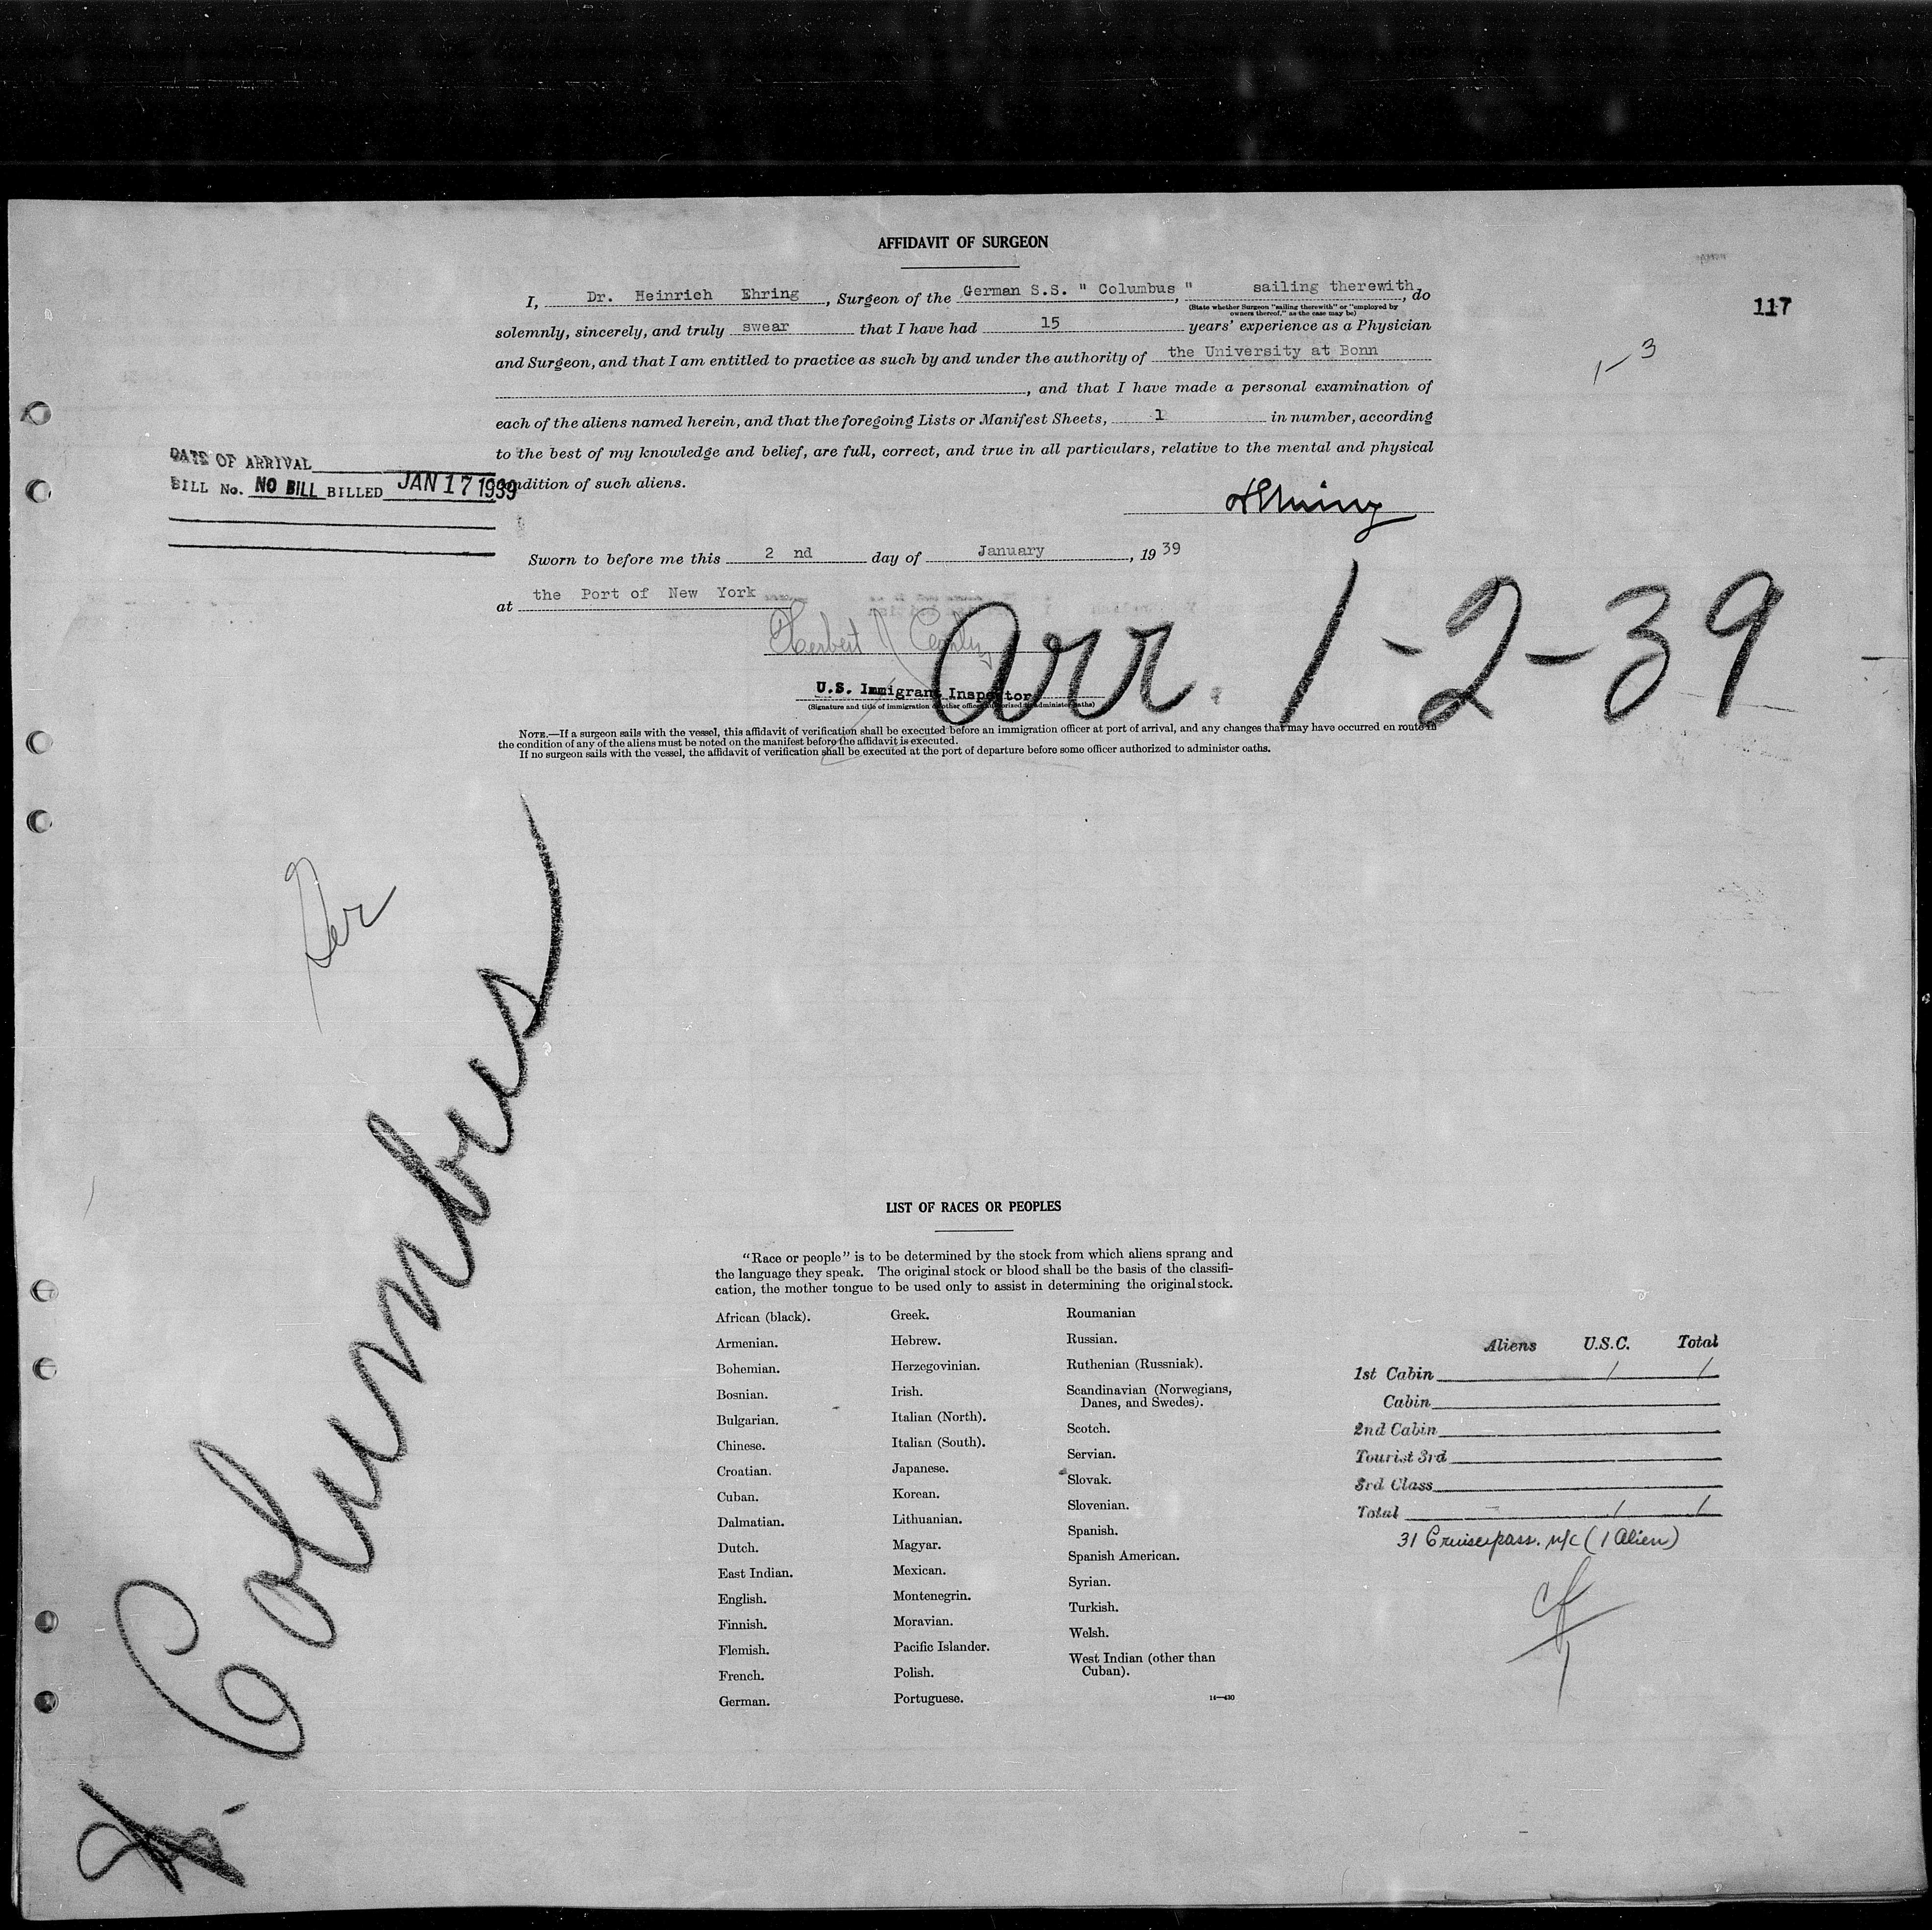 AFFIDAVIT OF SURGEON
117
I, Dr. Heinrich Ehring, Surgeon of the German S.S. " Columbus ", sailing therewith, do
(State whether Surgeon "sailing therewith" or "employed by
owners thereof," as the case may be)
solemnly, sincerely, and truly swear that I have had 15 years' experience as a Physician
1-3
and Surgeon, and that I am entitled to practice as such by and under the authority of the University at Bonn
, and that I have made a personal examination of
each of the aliens named herein, and that the foregoing Lists or Manifest Sheets, 1 in number, according
to the best of my knowledge and belief, are full, correct, and true in all particulars, relative to the mental and physical
condition of such aliens.
DATE OF ARRIVAL
BILL No. NO BILL BILLED JAN 17 1939
HEhring
Sworn to before me this 2 nd day of January, 1939
at the Port of New York
Herbert
arr. 1-2-39
U.S. Immigrant Inspector
(Signature and title of immigration or other officer authorized to administer oaths)
NOTE.—If a surgeon sails with the vessel, this affidavit of verification shall be executed before an immigration officer at port of arrival, and any changes that may have occurred en route in
the condition of any of the aliens must be noted on the manifest before the affidavit is executed.
If no surgeon sails with the vessel, the affidavit of verification shall be executed at the port of departure before some officer authorized to administer oaths.
Columbus
LIST OF RACES OR PEOPLES
"Race or people" is to be determined by the stock from which aliens sprang and
the language they speak. The original stock or blood shall be the basis of the classifi-
cation, the mother tongue to be used only to assist in determining the original stock.
African (black).
Armenian.
Bohemian.
Bosnian.
Bulgarian.
Chinese.
Croatian.
Cuban.
Dalmatian.
Dutch.
East Indian.
English.
Finnish.
Flemish.
French.
German.
Greek.
Hebrew.
Herzegovinian.
Irish.
Italian (North).
Italian (South).
Japanese.
Korean.
Lithuanian.
Magyar.
Mexican.
Montenegrin.
Moravian.
Pacific Islander.
Polish.
Portuguese.
Roumanian
Russian.
Ruthenian (Russniak).
Scandinavian (Norwegians,
Danes, and Swedes).
Scotch.
Servian.
Slovak.
Slovenian.
Spanish.
Spanish American.
Syrian.
Turkish.
Welsh.
West Indian (other than
Cuban).
14—430
Aliens U.S.C. Total
1st Cabin 1 1
Cabin
2nd Cabin
Tourist 3rd
3rd Class
Total - 1 1
31 Cruisepass. n/c (1 Alien)